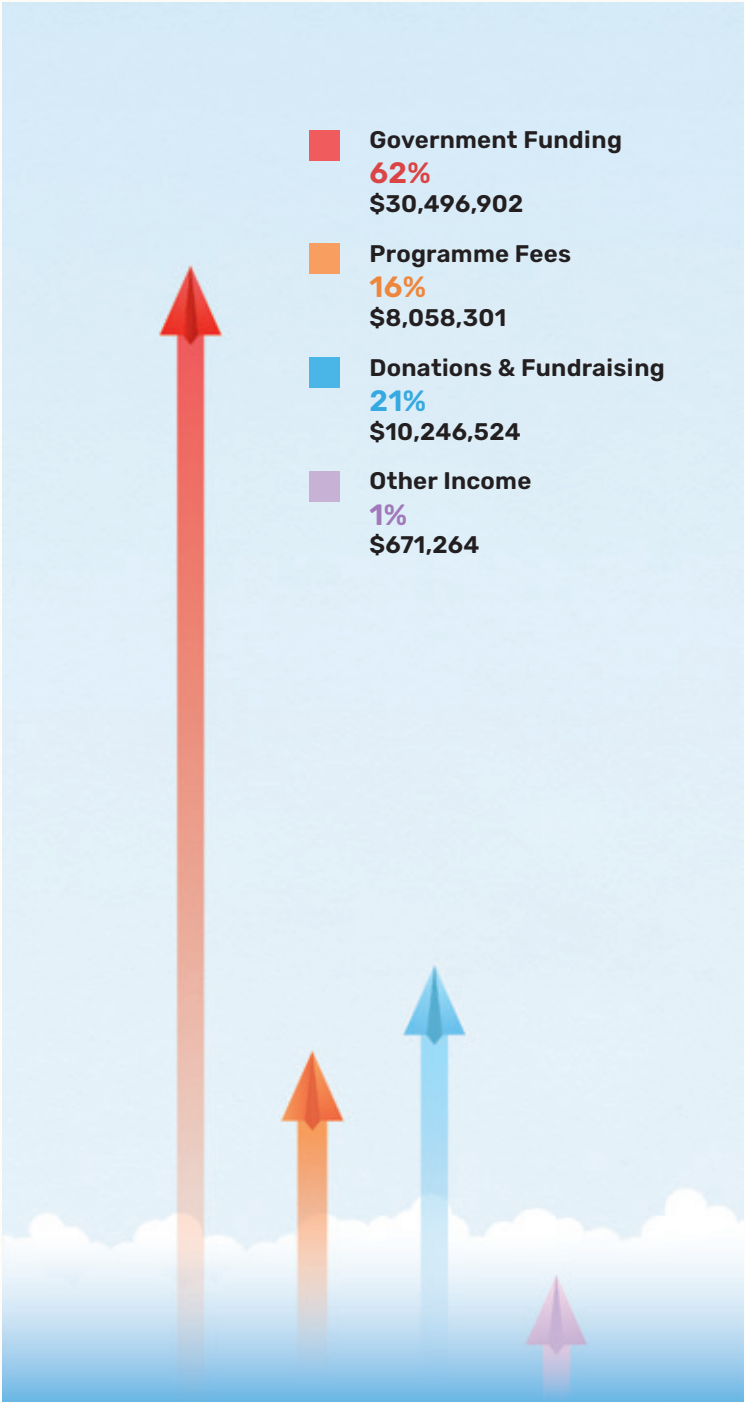 Government Funding
62%
$30,496,902
Programme Fees
16%
$8,058,301
Donations & Fundraising
21%
$10,246,524
Other Income
1%
$671,264